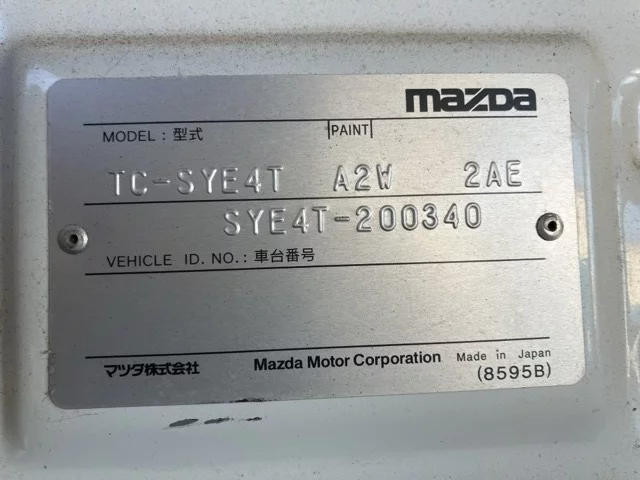 mazda
MODEL : 型式 PAINT
TC-SYE4T A2W 2AE
SYE4T-200340
VEHICLE ID. NO. : 車台番号
マツダ株式会社 Mazda Motor Corporation Made in Japan
(8595B)